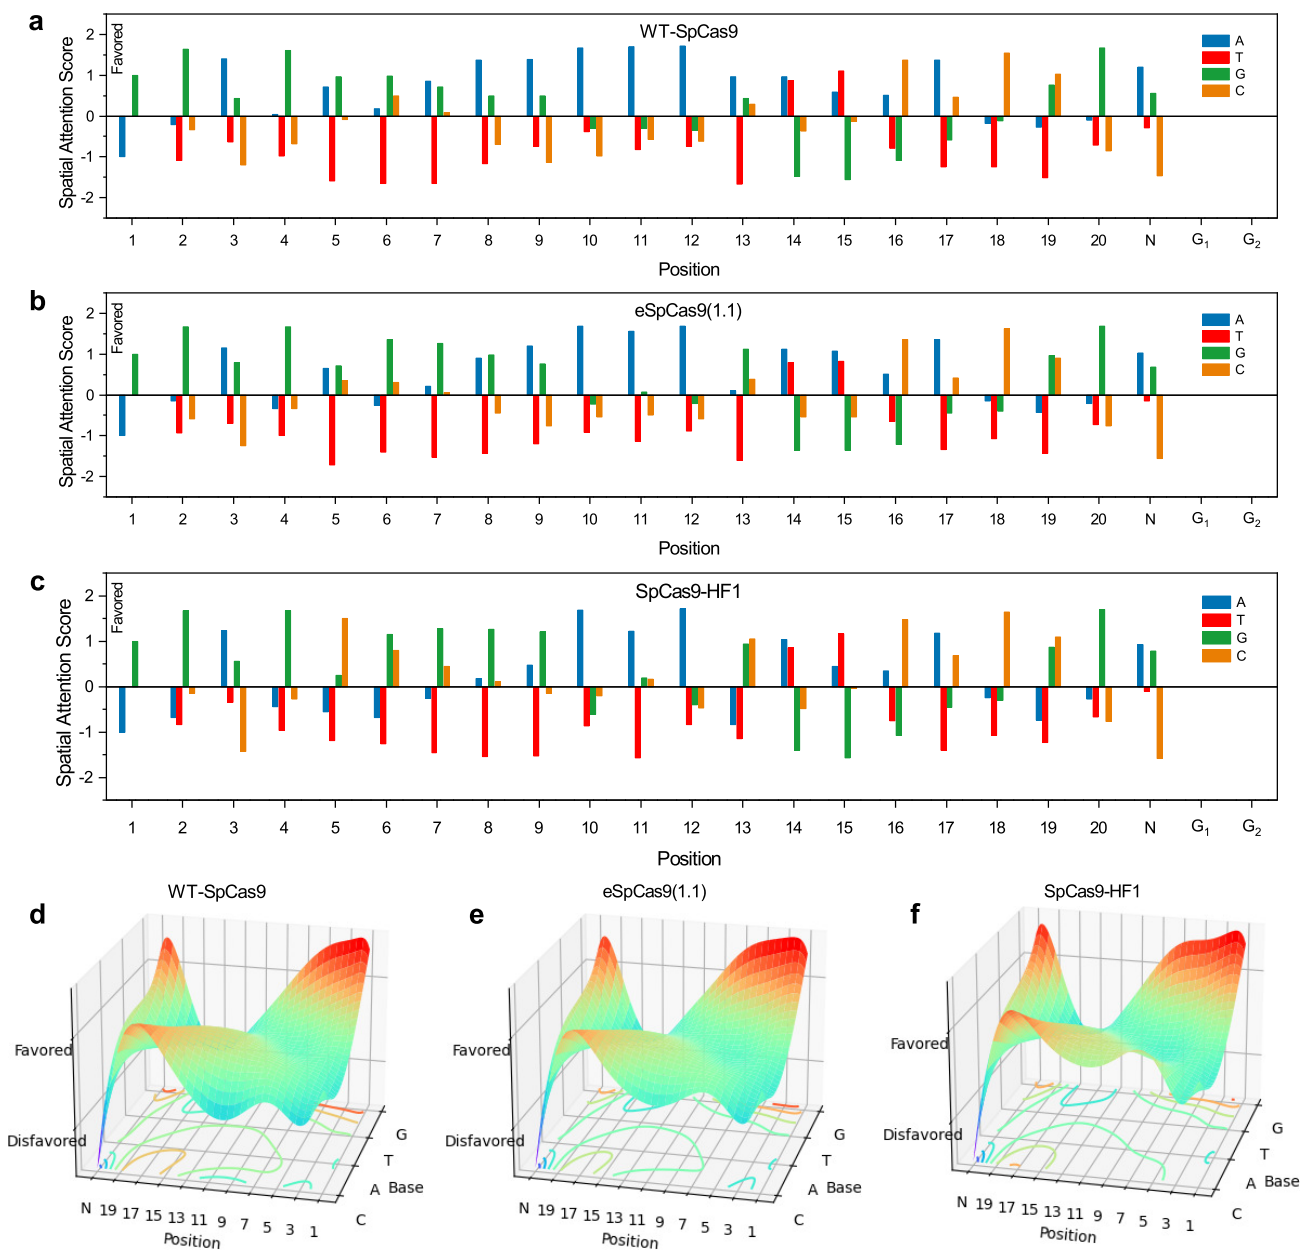 a
WT-SpCas9
Favored
Spatial Attention Score
2
1
0
-1
-2
A
T
G
C
1 2 3 4 5 6 7 8 9 10 11 12 13 14 15 16 17 18 19 20 N G1 G2
Position
b
eSpCas9(1.1)
Favored
Spatial Attention Score
2
1
0
-1
-2
A
T
G
C
1 2 3 4 5 6 7 8 9 10 11 12 13 14 15 16 17 18 19 20 N G1 G2
Position
c
SpCas9-HF1
Favored
Spatial Attention Score
2
1
0
-1
-2
A
T
G
C
1 2 3 4 5 6 7 8 9 10 11 12 13 14 15 16 17 18 19 20 N G1 G2
Position
d
WT-SpCas9
Favored
Disfavored
G
T
A Base
C
N 19 17 15 13 11 9 7 5 3 1
Position
e
eSpCas9(1.1)
Favored
Disfavored
G
T
A Base
C
N 19 17 15 13 11 9 7 5 3 1
Position
f
SpCas9-HF1
Favored
Disfavored
G
T
A Base
C
N 19 17 15 13 11 9 7 5 3 1
Position